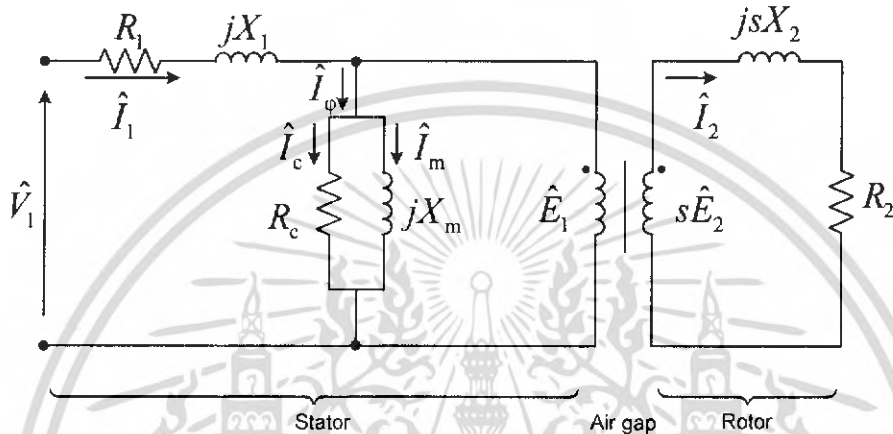 R₁ jX₁ jsX₂
Î₁ Îφ Î₂
Îc Îm
V̂₁ Rc jXm Ê₁ sÊ₂ R₂
Stator Air gap Rotor